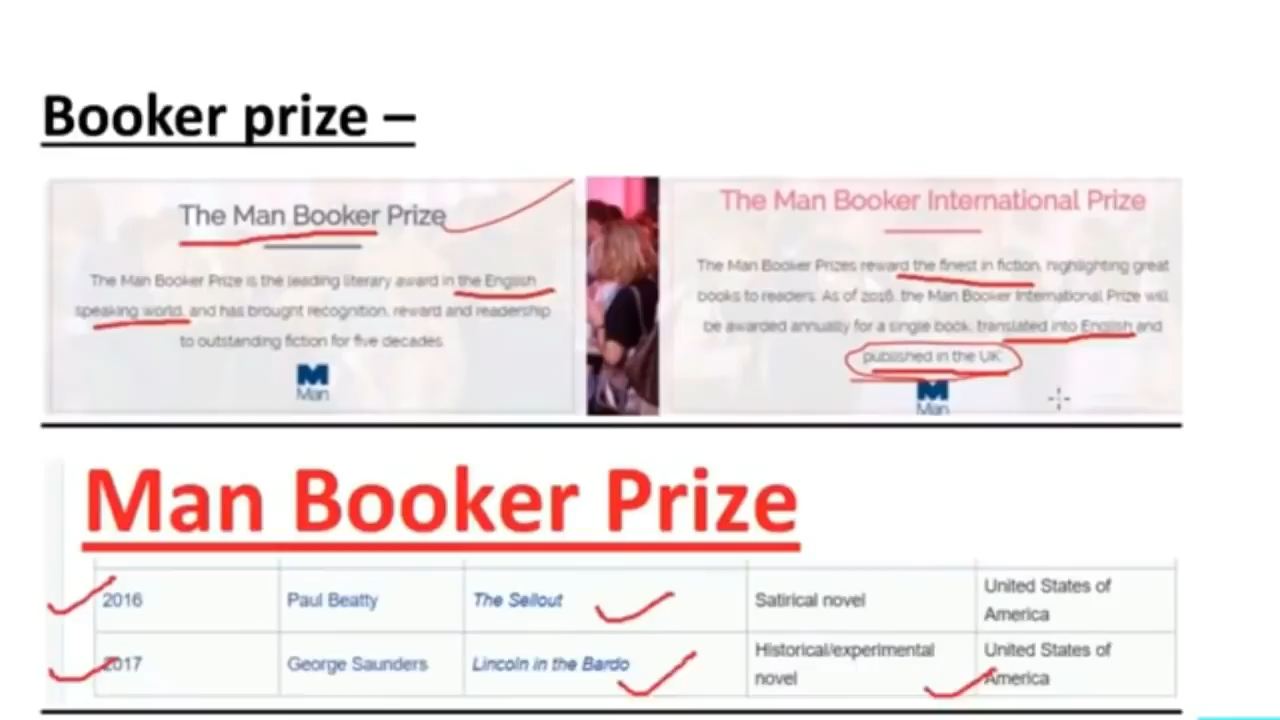 Booker prize –
The Man Booker Prize
The Man Booker Prize is the leading literary award in the English
speaking world, and has brought recognition, reward and readership
to outstanding fiction for five decades.
Man
The Man Booker International Prize
The Man Booker Prizes reward the finest in fiction, highlighting great
books to readers. As of 2016, the Man Booker International Prize will
be awarded annually for a single book, translated into English and
published in the UK
Man
Man Booker Prize
2016 Paul Beatty The Sellout Satirical novel United States of
America
2017 George Saunders Lincoln in the Bardo Historical/experimental United States of
novel America